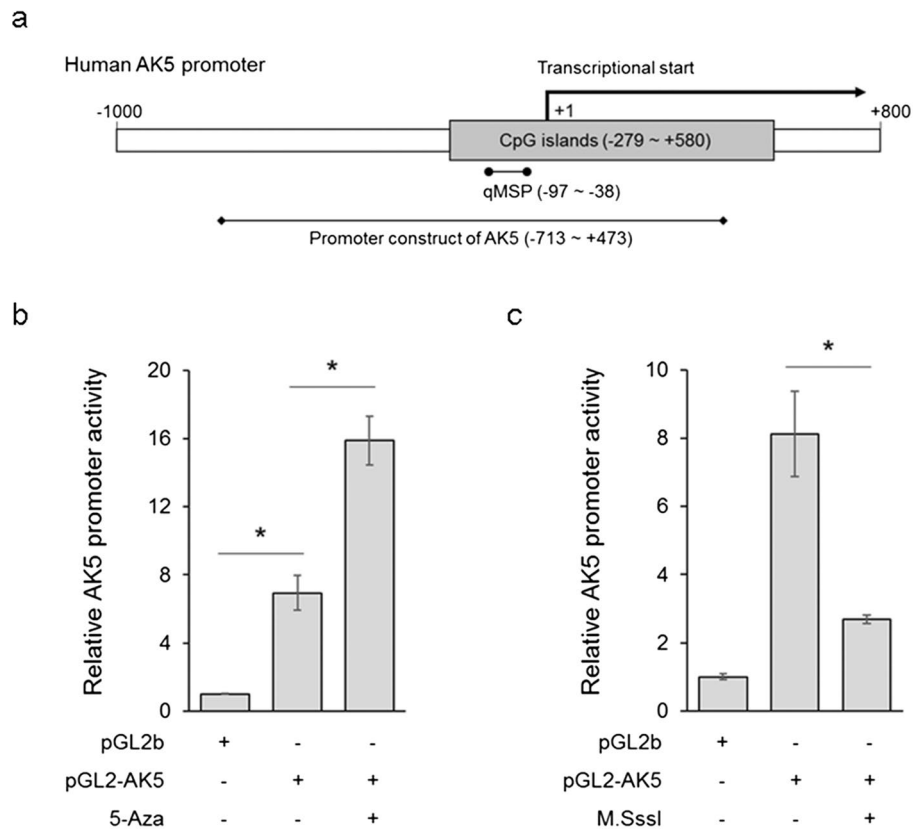 a
Human AK5 promoter
Transcriptional start
-1000
+1
+800
CpG islands (-279 ~ +580)
qMSP (-97 ~ -38)
Promoter construct of AK5 (-713 ~ +473)
b
Relative AK5 promoter activity
20
16
12
8
4
0
*
*
pGL2b + - -
pGL2-AK5 - + +
5-Aza - - +
c
Relative AK5 promoter activity
10
8
6
4
2
0
*
pGL2b + - -
pGL2-AK5 - + +
M.SssI - - +